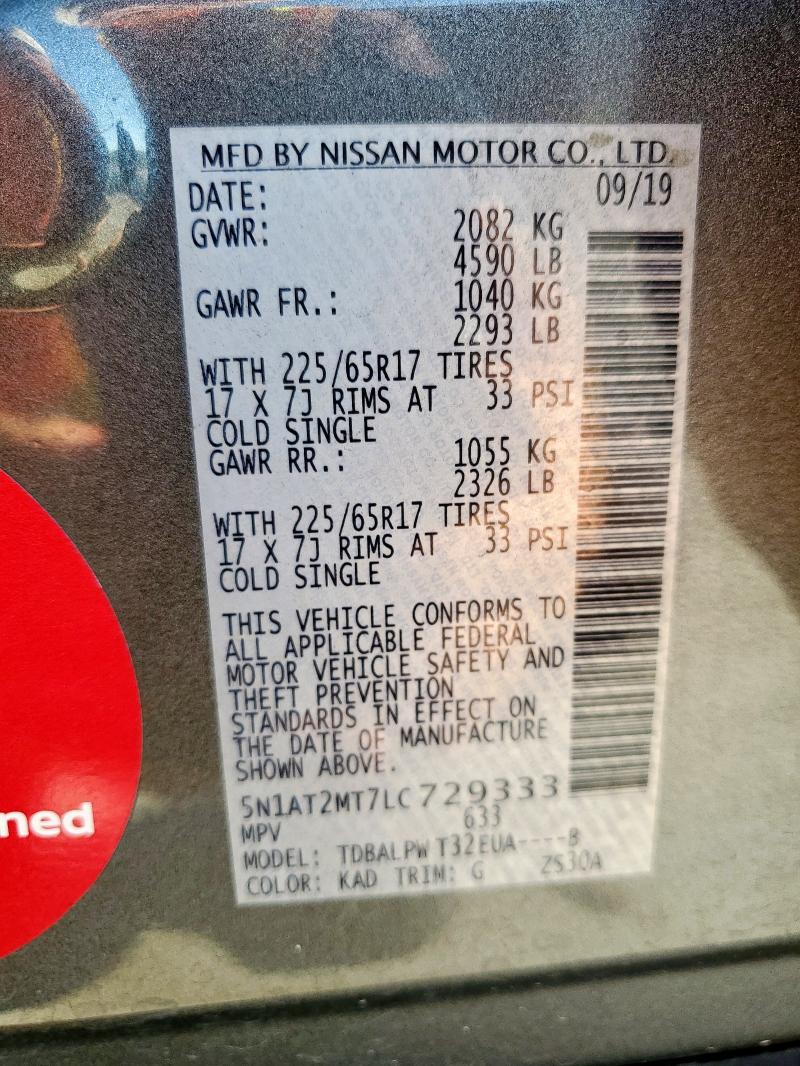 MFD BY NISSAN MOTOR CO., LTD.
DATE: 09/19
GVWR: 2082 KG
4590 LB
GAWR FR.: 1040 KG
2293 LB
WITH 225/65R17 TIRES
17 X 7J RIMS AT 33 PSI
COLD SINGLE
GAWR RR.: 1055 KG
2326 LB
WITH 225/65R17 TIRES
17 X 7J RIMS AT 33 PSI
COLD SINGLE
THIS VEHICLE CONFORMS TO
ALL APPLICABLE FEDERAL
MOTOR VEHICLE SAFETY AND
THEFT PREVENTION
STANDARDS IN EFFECT ON
THE DATE OF MANUFACTURE
SHOWN ABOVE.
5N1AT2MT7LC729333
MPV 633
MODEL: TDBALPW T32EUA----B
COLOR: KAD TRIM: G ZS30A
ned